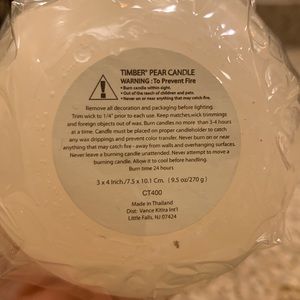 TIMBER® PEAR CANDLE
WARNING : To Prevent Fire
• Burn candle within sight.
• Out of the reach of children and pets.
• Never on or near anything that may catch fire.
Remove all decoration and packaging before lighting.
Trim wick to 1/4" prior to each use. Keep matches,wick trimmings
and foreign objects out of wax. Burn candles no more than 3-4 hours
at a time. Candle must be placed on proper candleholder to catch
any wax drippings and prevent color transfer. Never burn on or near
anything that may catch fire - away from walls and overhanging surfaces.
Never leave a burning candle unattended. Never attempt to move a
burning candle. Allow it to cool before handling.
Burn time 24 hours
3 x 4 Inch./7.5 x 10.1 Cm. ( 9.5 oz/270 g )
CT400
Made in Thailand
Dist: Vance Kitira Int'l
Little Falls, NJ 07424